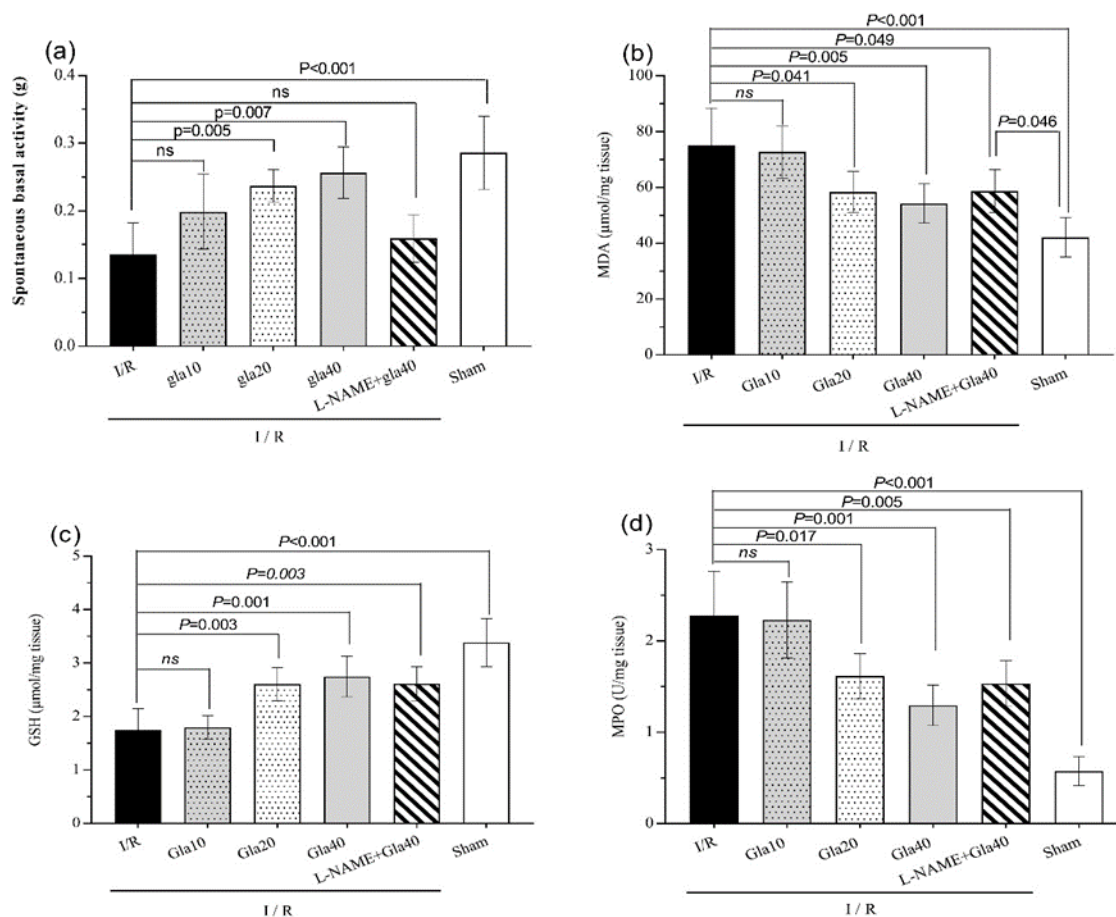 (a)
P<0.001
ns
p=0.007
p=0.005
ns
Spontaneous basal activity (g)
0.4
0.3
0.2
0.1
0.0
I/R
gla10
gla20
gla40
L-NAME+gla40
Sham
I / R
(b)
P<0.001
P=0.049
P=0.005
P=0.041
ns
P=0.046
MDA (µmol/mg tissue)
100
80
60
40
20
0
I/R
Gla10
Gla20
Gla40
L-NAME+Gla40
Sham
I / R
(c)
P<0.001
P=0.003
P=0.001
P=0.003
ns
GSH (µmol/mg tissue)
5
4
3
2
1
0
I/R
Gla10
Gla20
Gla40
L-NAME+Gla40
Sham
I / R
(d)
P<0.001
P=0.005
P=0.001
P=0.017
ns
MPO (U/mg tissue)
3
2
1
0
I/R
Gla10
Gla20
Gla40
L-NAME+Gla40
Sham
I / R